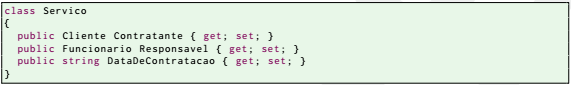 class Servico
{
  public Cliente Contratante { get; set; }
  public Funcionario Responsavel { get; set; }
  public string DataDeContratacao { get; set; }
}